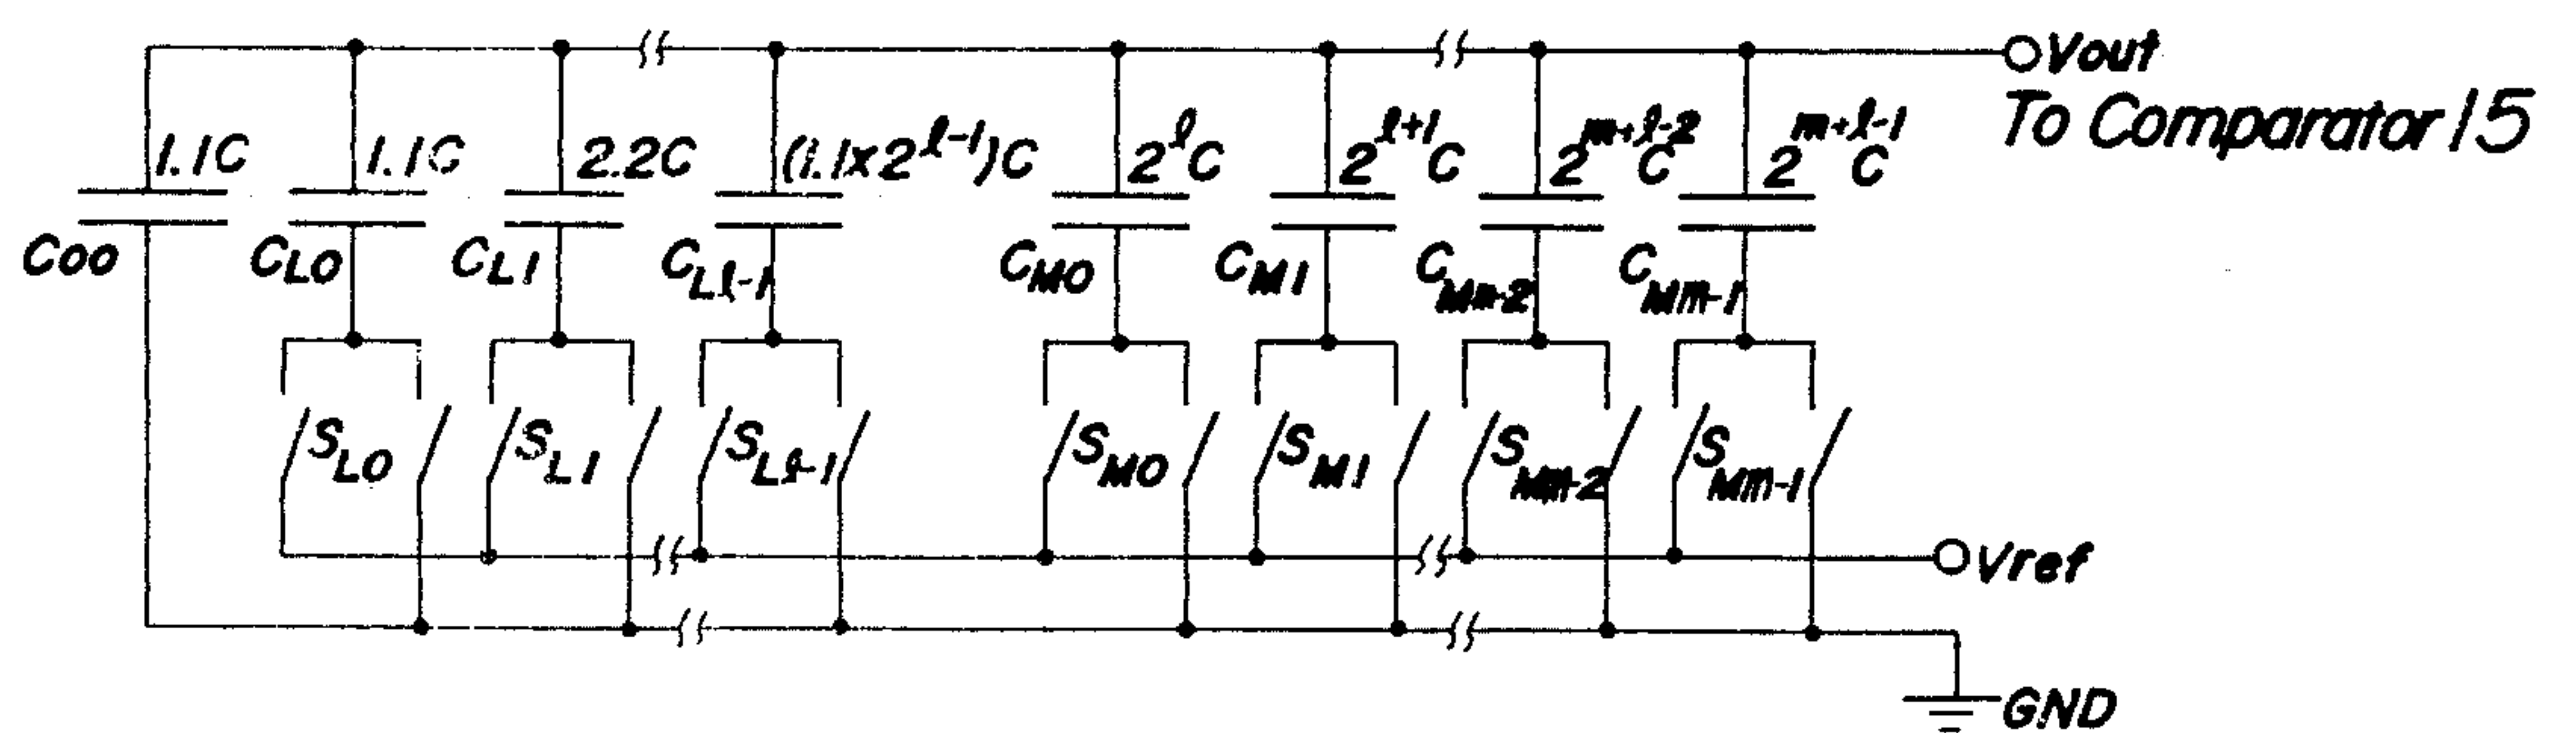 Vout
To Comparator 15
1.1C 1.1C 2.2C (1.1x2^{l-1})C 2^{l}C 2^{l+1}C 2^{m+l-2}C 2^{m+l-1}C
C00 CL0 CL1 CLl-1 CM0 CM1 CMm-2 CMm-1
SL0 SL1 SLl-1 SM0 SM1 SMm-2 SMm-1
Vref
GND